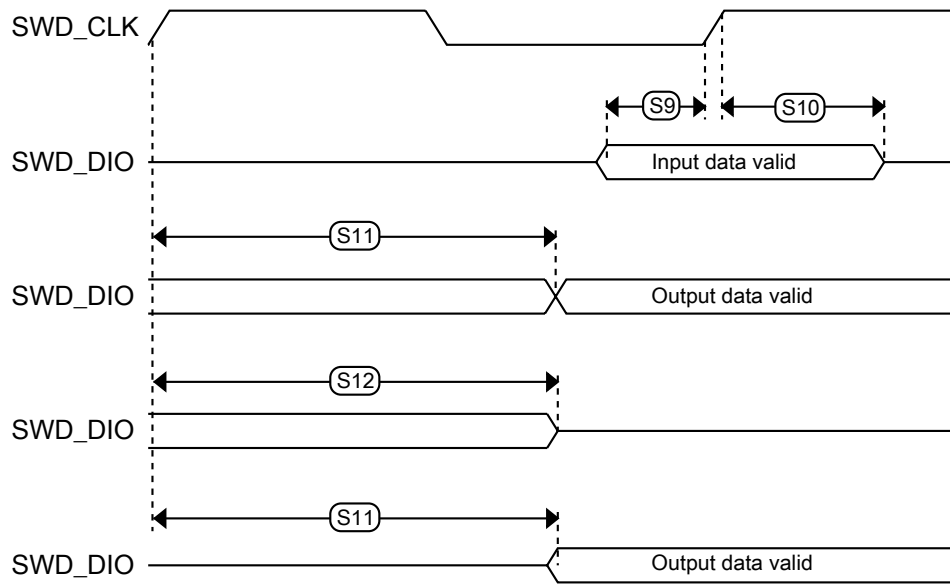 SWD_CLK
S9
S10
SWD_DIO
Input data valid
S11
SWD_DIO
Output data valid
S12
SWD_DIO
S11
SWD_DIO
Output data valid